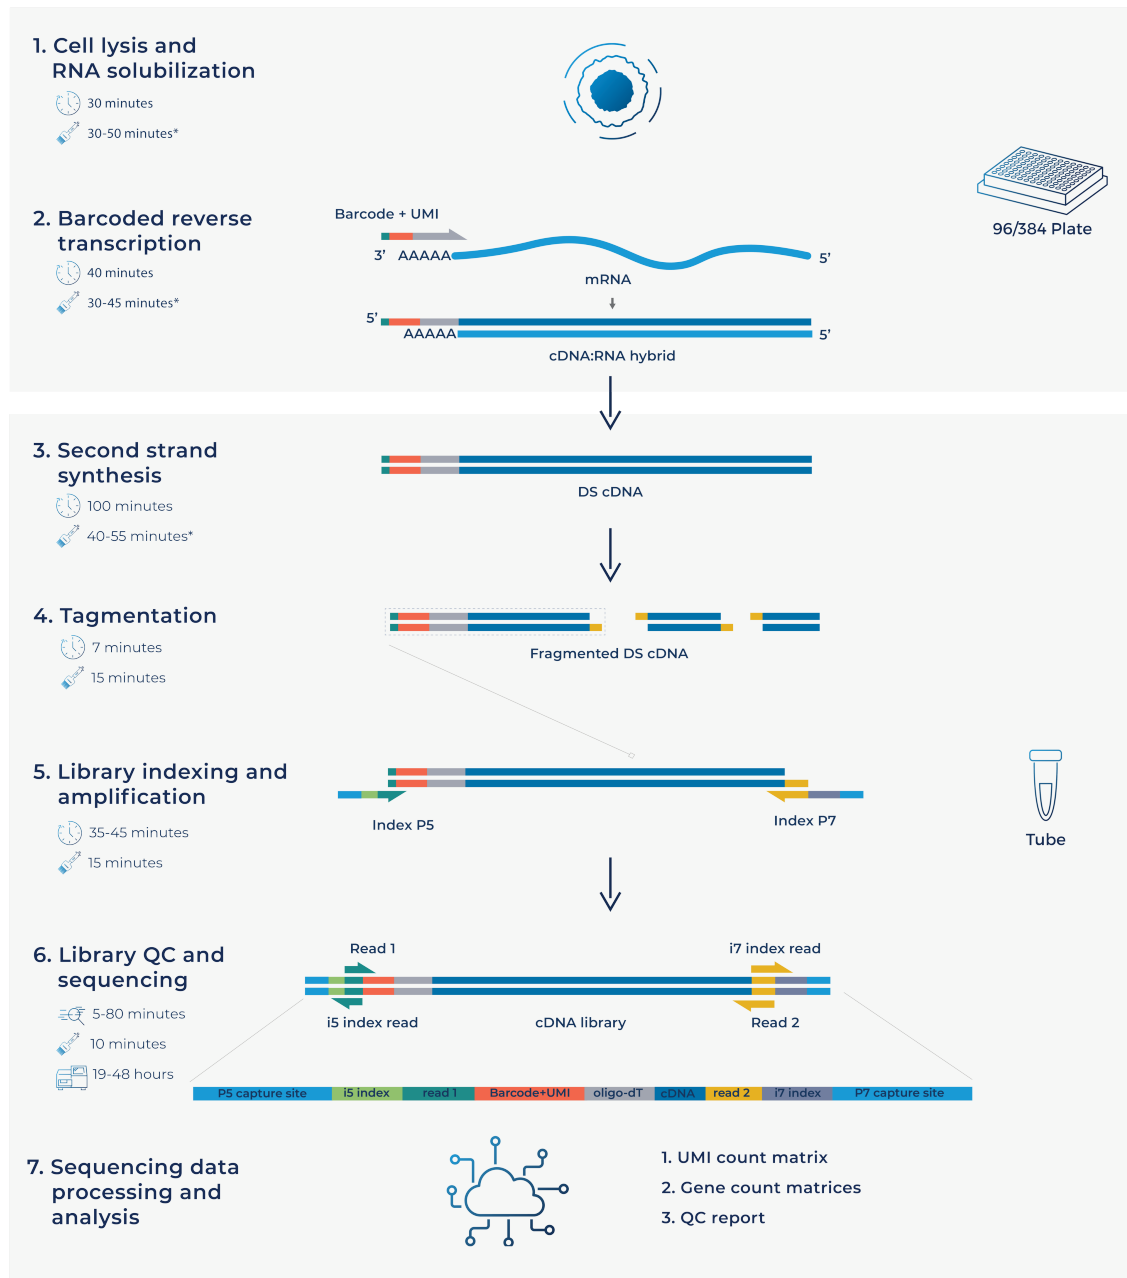 1. Cell lysis and
RNA solubilization
30 minutes
30-50 minutes*
96/384 Plate
2. Barcoded reverse
transcription
40 minutes
30-45 minutes*
Barcode + UMI
3’ AAAAA 5’
mRNA
5’
AAAAA 5’
cDNA:RNA hybrid
3. Second strand
synthesis
100 minutes
40-55 minutes*
DS cDNA
4. Tagmentation
7 minutes
15 minutes
Fragmented DS cDNA
5. Library indexing and
amplification
35-45 minutes
15 minutes
Index P5
Index P7
Tube
6. Library QC and
sequencing
5-80 minutes
10 minutes
19-48 hours
Read 1
i7 index read
i5 index read
cDNA library
Read 2
P5 capture site i5 index read 1 Barcode+UMI oligo-dT cDNA read 2 i7 index P7 capture site
7. Sequencing data
processing and
analysis
1. UMI count matrix
2. Gene count matrices
3. QC report